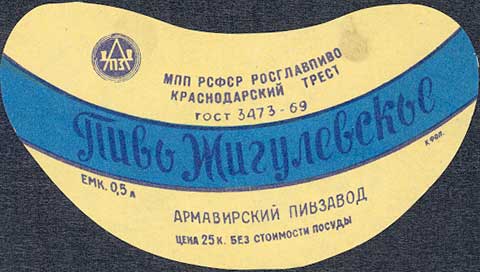 АПЗ
МПП РСФСР РОСГЛАВПИВО
КРАСНОДАРСКИЙ ТРЕСТ
ГОСТ 3473-69
Пиво Жигулевское
ЕМК. 0,5 л
АРМАВИРСКИЙ ПИВЗАВОД
ЦЕНА 25 К. БЕЗ СТОИМОСТИ ПОСУДЫ